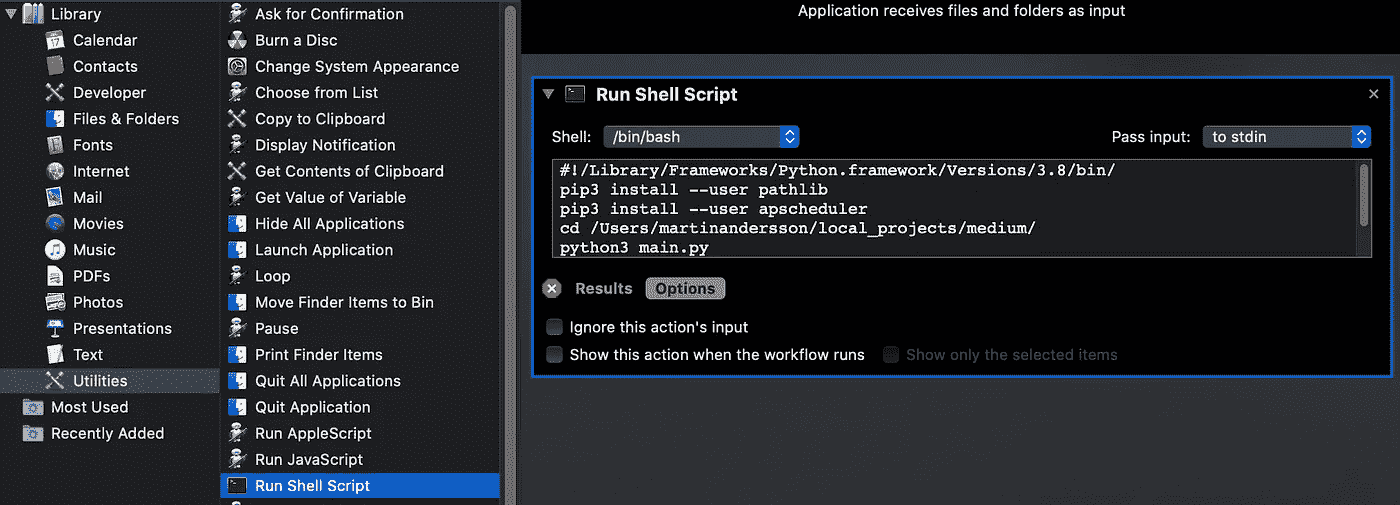 Library
Calendar
Contacts
Developer
Files & Folders
Fonts
Internet
Mail
Movies
Music
PDFs
Photos
Presentations
Text
Utilities
Most Used
Recently Added
Ask for Confirmation
Burn a Disc
Change System Appearance
Choose from List
Copy to Clipboard
Display Notification
Get Contents of Clipboard
Get Value of Variable
Hide All Applications
Launch Application
Loop
Move Finder Items to Bin
Pause
Print Finder Items
Quit All Applications
Quit Application
Run AppleScript
Run JavaScript
Run Shell Script
Application receives files and folders as input
Run Shell Script
Shell: /bin/bash Pass input: to stdin
#!/Library/Frameworks/Python.framework/Versions/3.8/bin/
pip3 install --user pathlib
pip3 install --user apscheduler
cd /Users/martinandersson/local_projects/medium/
python3 main.py
Results Options
Ignore this action's input
Show this action when the workflow runs Show only the selected items